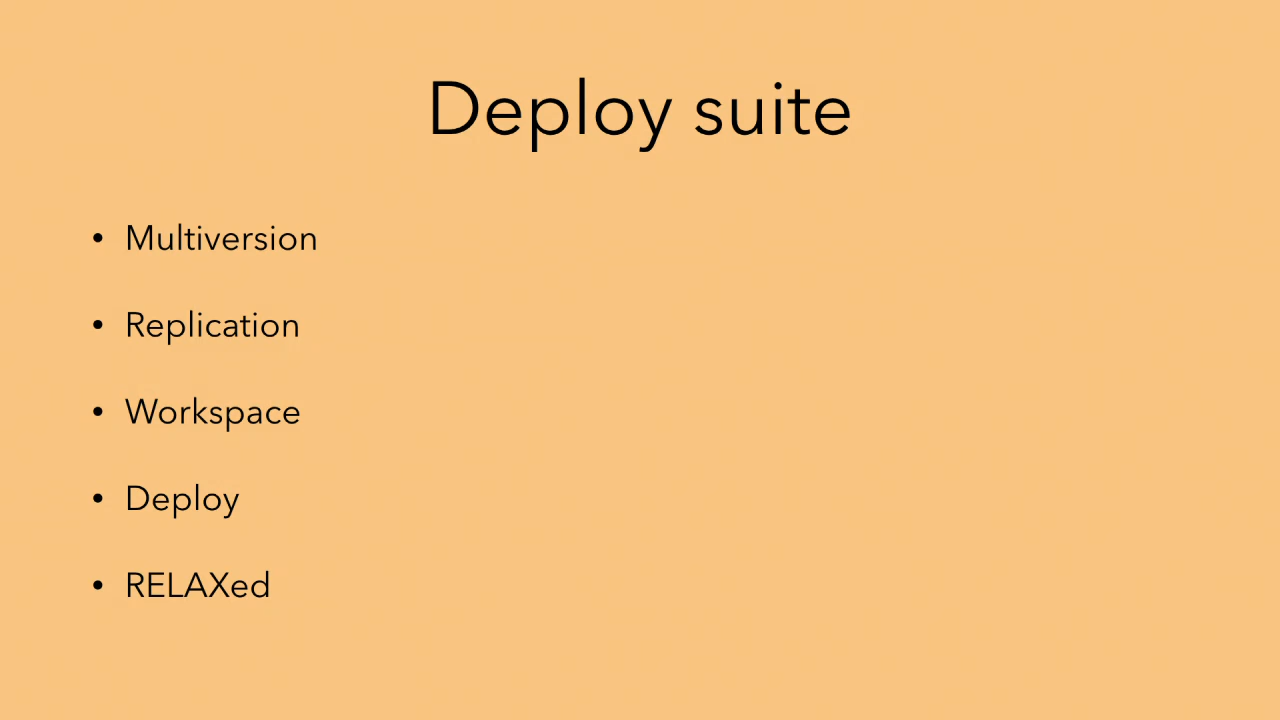 Deploy suite
• Multiversion
• Replication
• Workspace
• Deploy
• RELAXed